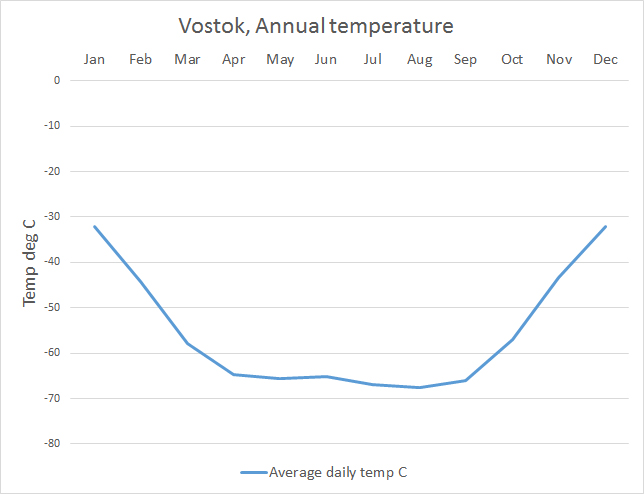 Vostok, Annual temperature
Jan Feb Mar Apr May Jun Jul Aug Sep Oct Nov Dec
0
-10
-20
-30
-40
-50
-60
-70
-80
Temp deg C
Average daily temp C